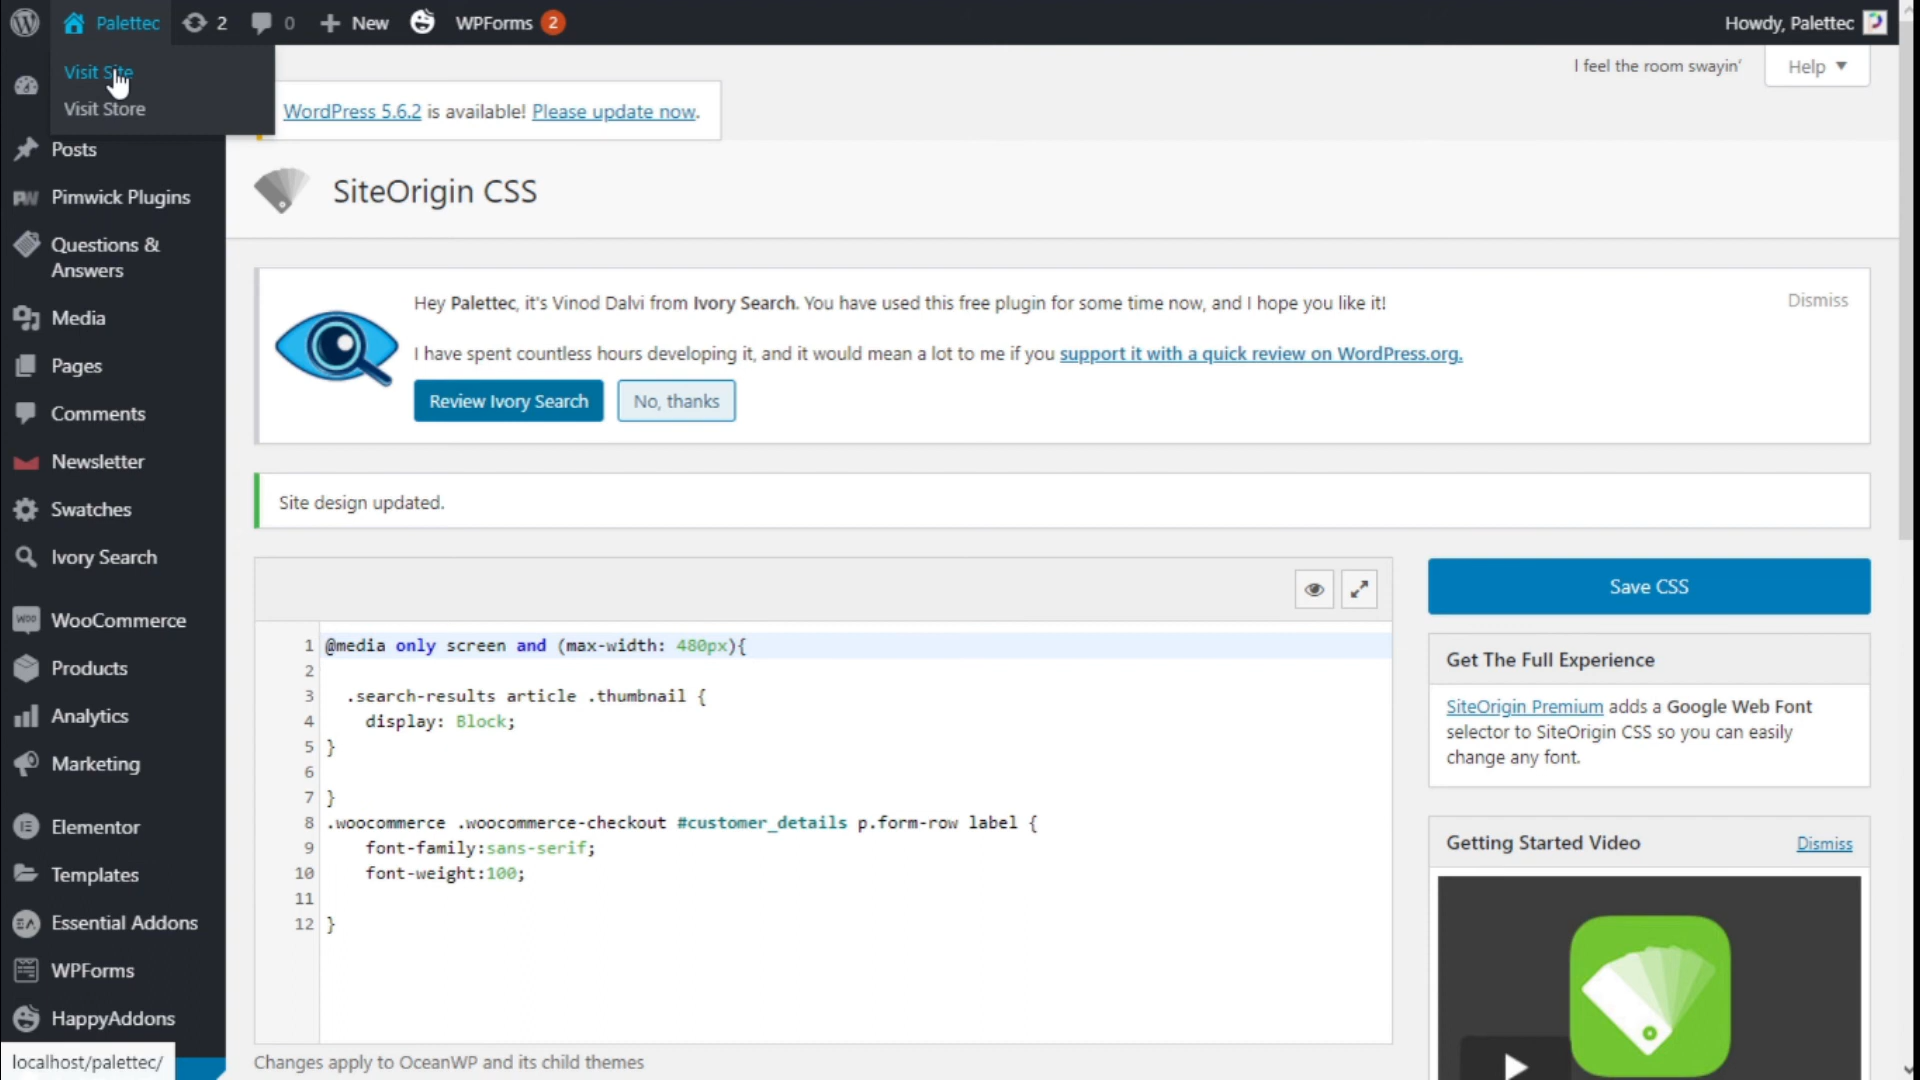 Palettec
2
0
New
WPForms 2
Howdy, Palettec
Visit Site
Visit Store
I feel the room swayin'
Help
WordPress 5.6.2 is available! Please update now.
SiteOrigin CSS
Posts
Pimwick Plugins
Questions &
Answers
Media
Pages
Comments
Newsletter
Swatches
Ivory Search
WooCommerce
Products
Analytics
Marketing
Elementor
Templates
Essential Addons
WPForms
HappyAddons
localhost/palettec/
Hey Palettec, it's Vinod Dalvi from Ivory Search. You have used this free plugin for some time now, and I hope you like it!
Dismiss
I have spent countless hours developing it, and it would mean a lot to me if you support it with a quick review on WordPress.org.
Review Ivory Search
No, thanks
Site design updated.
1 @media only screen and (max-width: 480px){
2
3 .search-results article .thumbnail {
4 display: Block;
5 }
6
7 }
8 .woocommerce .woocommerce-checkout #customer_details p.form-row label {
9 font-family:sans-serif;
10 font-weight:100;
11
12 }
Changes apply to OceanWP and its child themes
Save CSS
Get The Full Experience
SiteOrigin Premium adds a Google Web Font
selector to SiteOrigin CSS so you can easily
change any font.
Getting Started Video
Dismiss